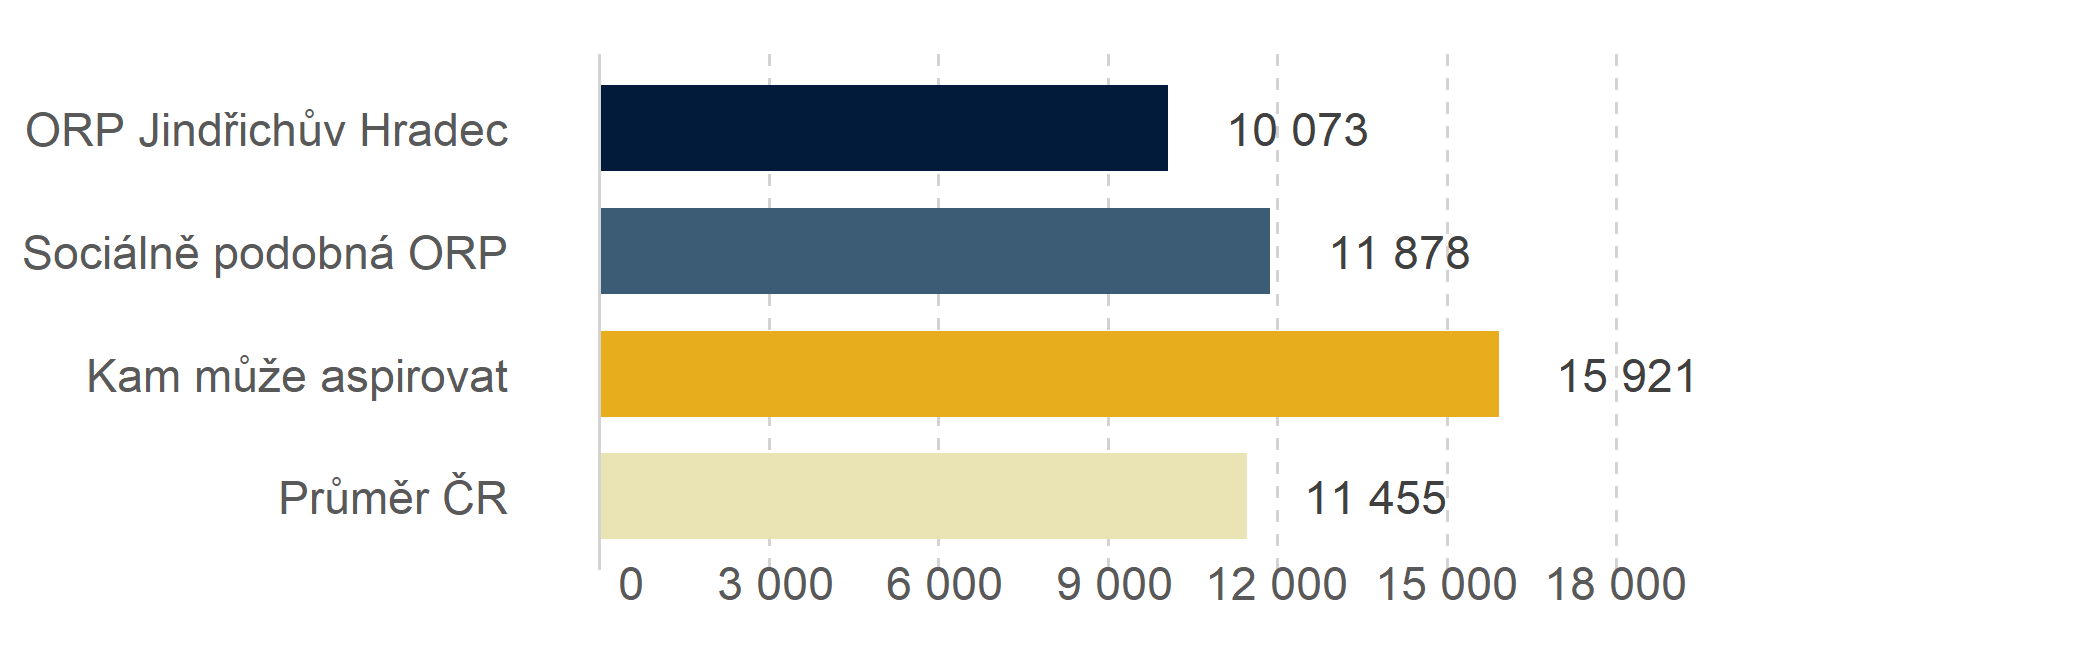 ORP Jindřichův Hradec 10 073
Sociálně podobná ORP 11 878
Kam může aspirovat 15 921
Průměr ČR 11 455
0 3 000 6 000 9 000 12 000 15 000 18 000